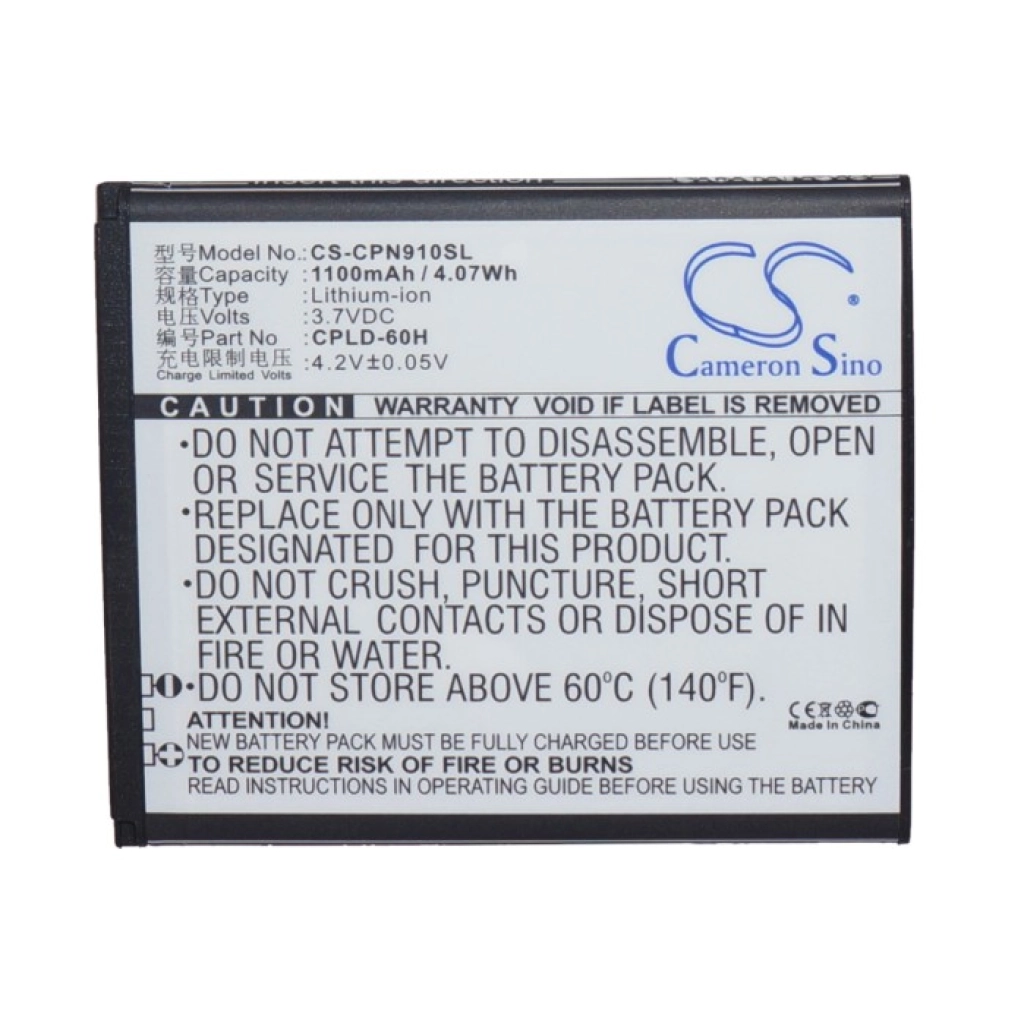 Insert this direction
型号Model No.: CS-CPN910SL
容量Capacity : 1100mAh / 4.07Wh
类型Type : Lithium-ion
电压Volts : 3.7VDC
编号Part No : CPLD-60H
充电限制电压 : 4.2V±0.05V
Charge Limited Volts
CS ®
Cameron Sino
CAUTION WARRANTY VOID IF LABEL IS REMOVED
·DO NOT ATTEMPT TO DISASSEMBLE, OPEN
OR SERVICE THE BATTERY PACK.
·REPLACE ONLY WITH THE BATTERY PACK
DESIGNATED FOR THIS PRODUCT.
·DO NOT CRUSH, PUNCTURE, SHORT
EXTERNAL CONTACTS OR DISPOSE OF IN
FIRE OR WATER.
·DO NOT STORE ABOVE 60°C (140°F).
CE
Made In China
ATTENTION!
NEW BATTERY PACK MUST BE FULLY CHARGED BEFORE USE
TO REDUCE RISK OF FIRE OR BURNS
READ INSTRUCTIONS IN OPERATING GUIDE BEFORE USING THE BATTERY